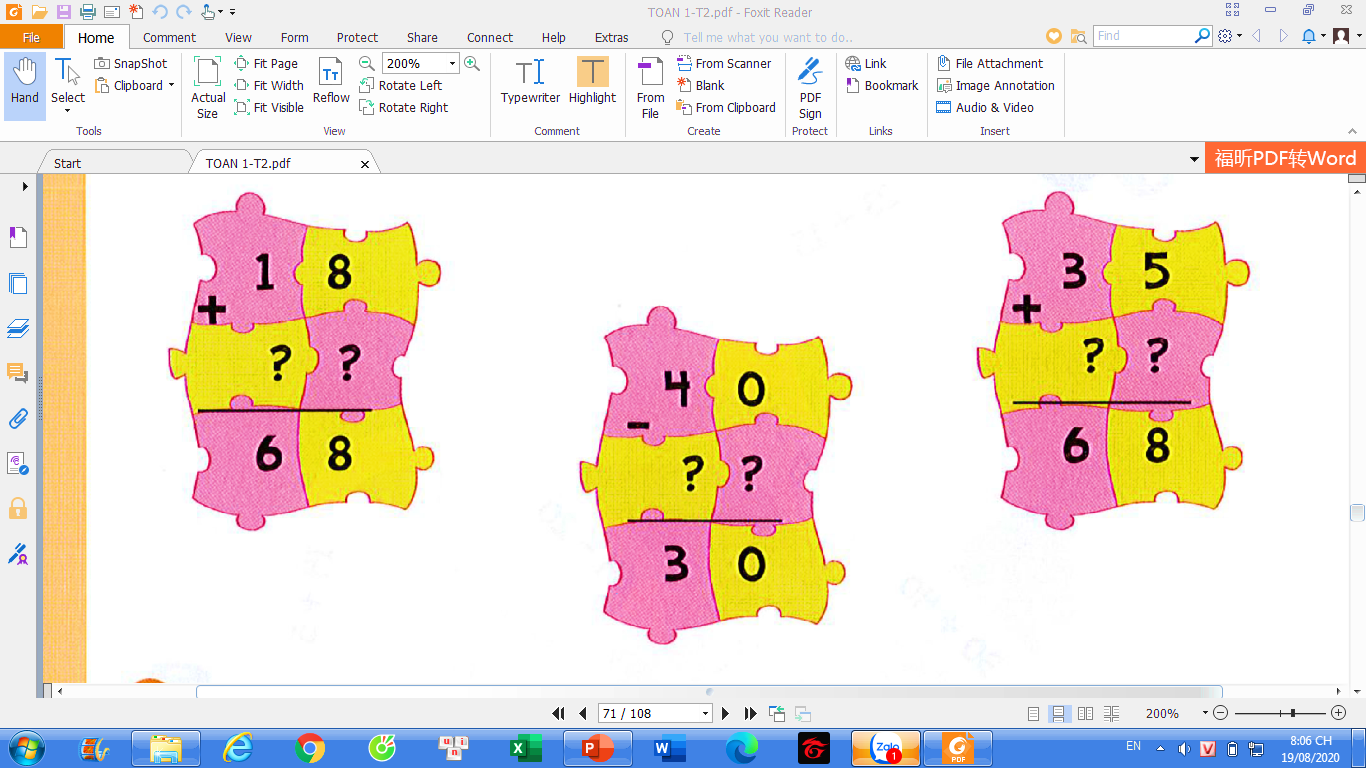 TOAN 1-T2.pdf - Foxit Reader
File Home Comment View Form Protect Share Connect Help Extras Tell me what you want to do.. Find
Hand
Select
SnapShot
Clipboard
Tools
Actual Size
Fit Page
Fit Width
Fit Visible
Reflow
200%
Rotate Left
Rotate Right
View
Typewriter
Highlight
Comment
From File
From Scanner
Blank
From Clipboard
Create
PDF Sign
Protect
Link
Bookmark
Links
File Attachment
Image Annotation
Audio & Video
Insert
Start TOAN 1-T2.pdf 福昕PDF转Word
1 8
+
? ?
6 8
4 0
-
? ?
3 0
3 5
+
? ?
6 8
71 / 108 200%
EN 8:06 CH
19/08/2020
Zalo 1
PDF